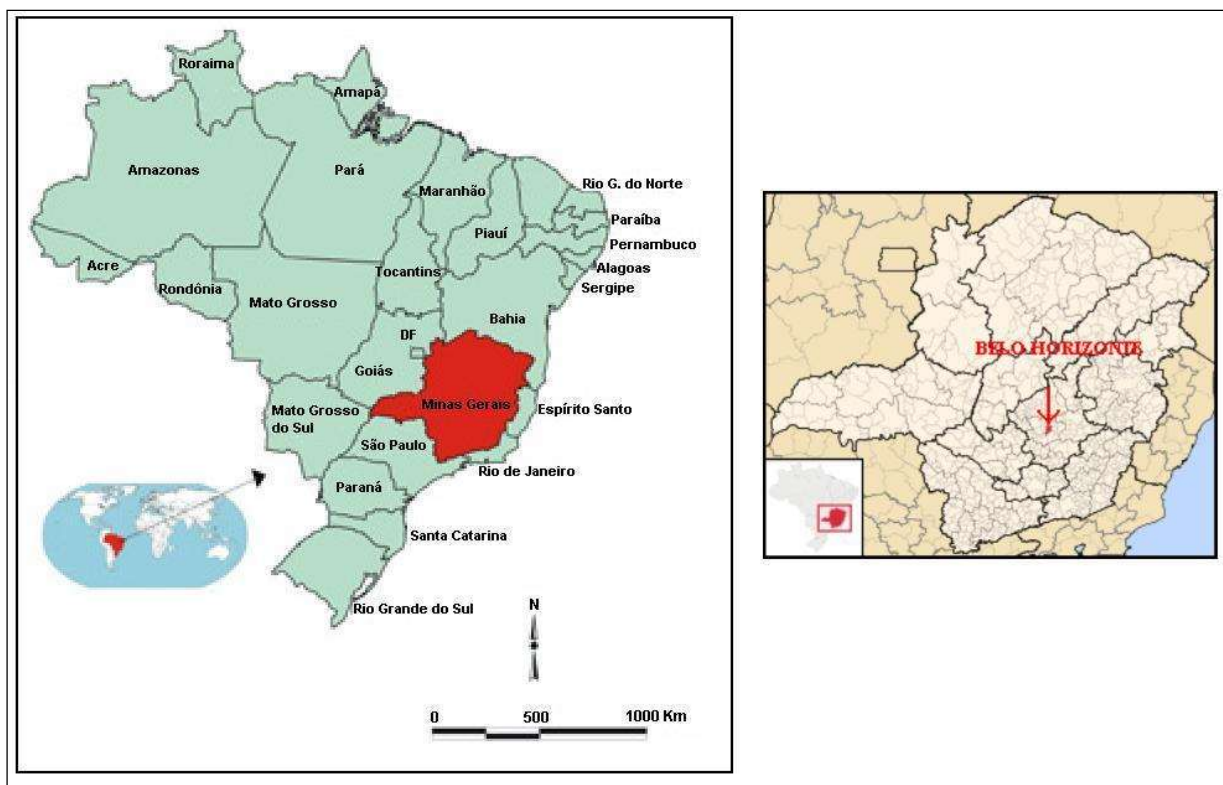 Roraima
Amapá
Amazonas
Pará
Maranhão
Rio G. do Norte
Paraíba
Piauí
Pernambuco
Acre
Rondônia
Tocantins
Alagoas
Sergipe
Mato Grosso
Bahia
DF
Goiás
Minas Gerais
Espírito Santo
Mato Grosso
do Sul
São Paulo
Rio de Janeiro
Paraná
Santa Catarina
Rio Grande do Sul
N
0 500 1000 Km
BELO HORIZONTE